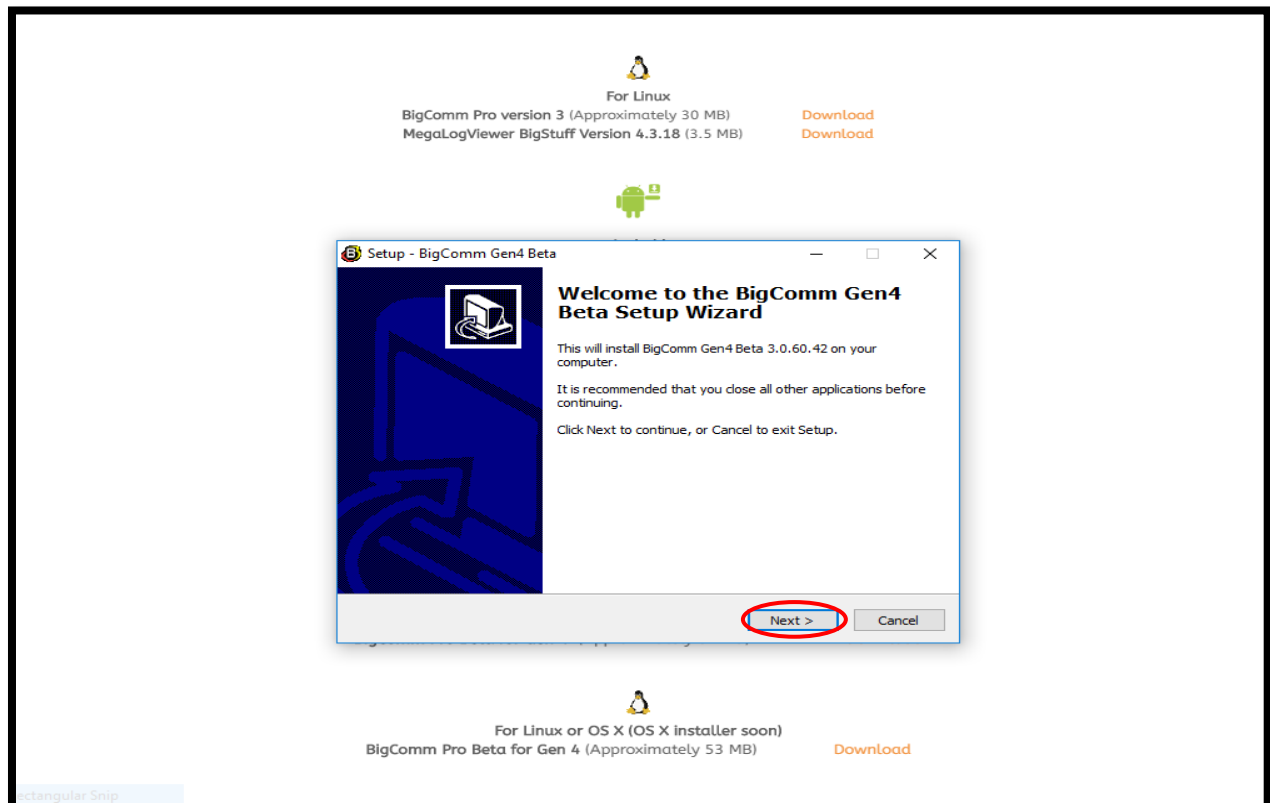 For Linux
BigComm Pro version 3 (Approximately 30 MB) Download
MegaLogViewer BigStuff Version 4.3.18 (3.5 MB) Download
Setup - BigComm Gen4 Beta
Welcome to the BigComm Gen4
Beta Setup Wizard
This will install BigComm Gen4 Beta 3.0.60.42 on your
computer.
It is recommended that you close all other applications before
continuing.
Click Next to continue, or Cancel to exit Setup.
Next > Cancel
For Linux or OS X (OS X installer soon)
BigComm Pro Beta for Gen 4 (Approximately 53 MB) Download
ectangular Snip